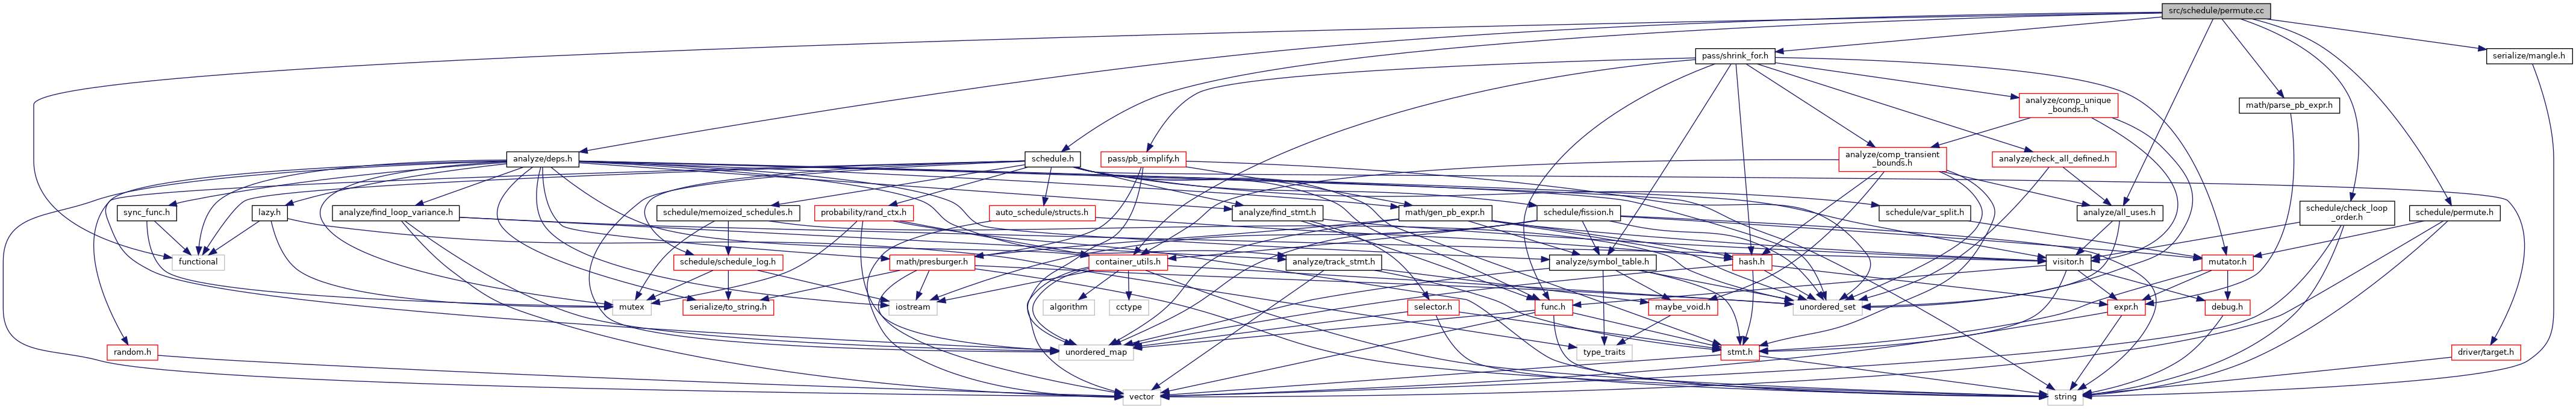 src/schedule/permute.cc
pass/shrink_for.h
serialize/mangle.h
analyze/comp_unique
_bounds.h
math/parse_pb_expr.h
analyze/deps.h
schedule.h
pass/pb_simplify.h
analyze/comp_transient
_bounds.h
analyze/check_all_defined.h
sync_func.h
lazy.h
analyze/find_loop_variance.h
schedule/memoized_schedules.h
probability/rand_ctx.h
auto_schedule/structs.h
analyze/find_stmt.h
math/gen_pb_expr.h
schedule/fission.h
schedule/var_split.h
analyze/all_uses.h
schedule/check_loop
_order.h
schedule/permute.h
functional
schedule/schedule_log.h
math/presburger.h
container_utils.h
analyze/track_stmt.h
analyze/symbol_table.h
hash.h
visitor.h
mutator.h
mutex
serialize/to_string.h
iostream
algorithm
cctype
selector.h
func.h
maybe_void.h
unordered_set
expr.h
debug.h
random.h
unordered_map
type_traits
stmt.h
driver/target.h
vector
string